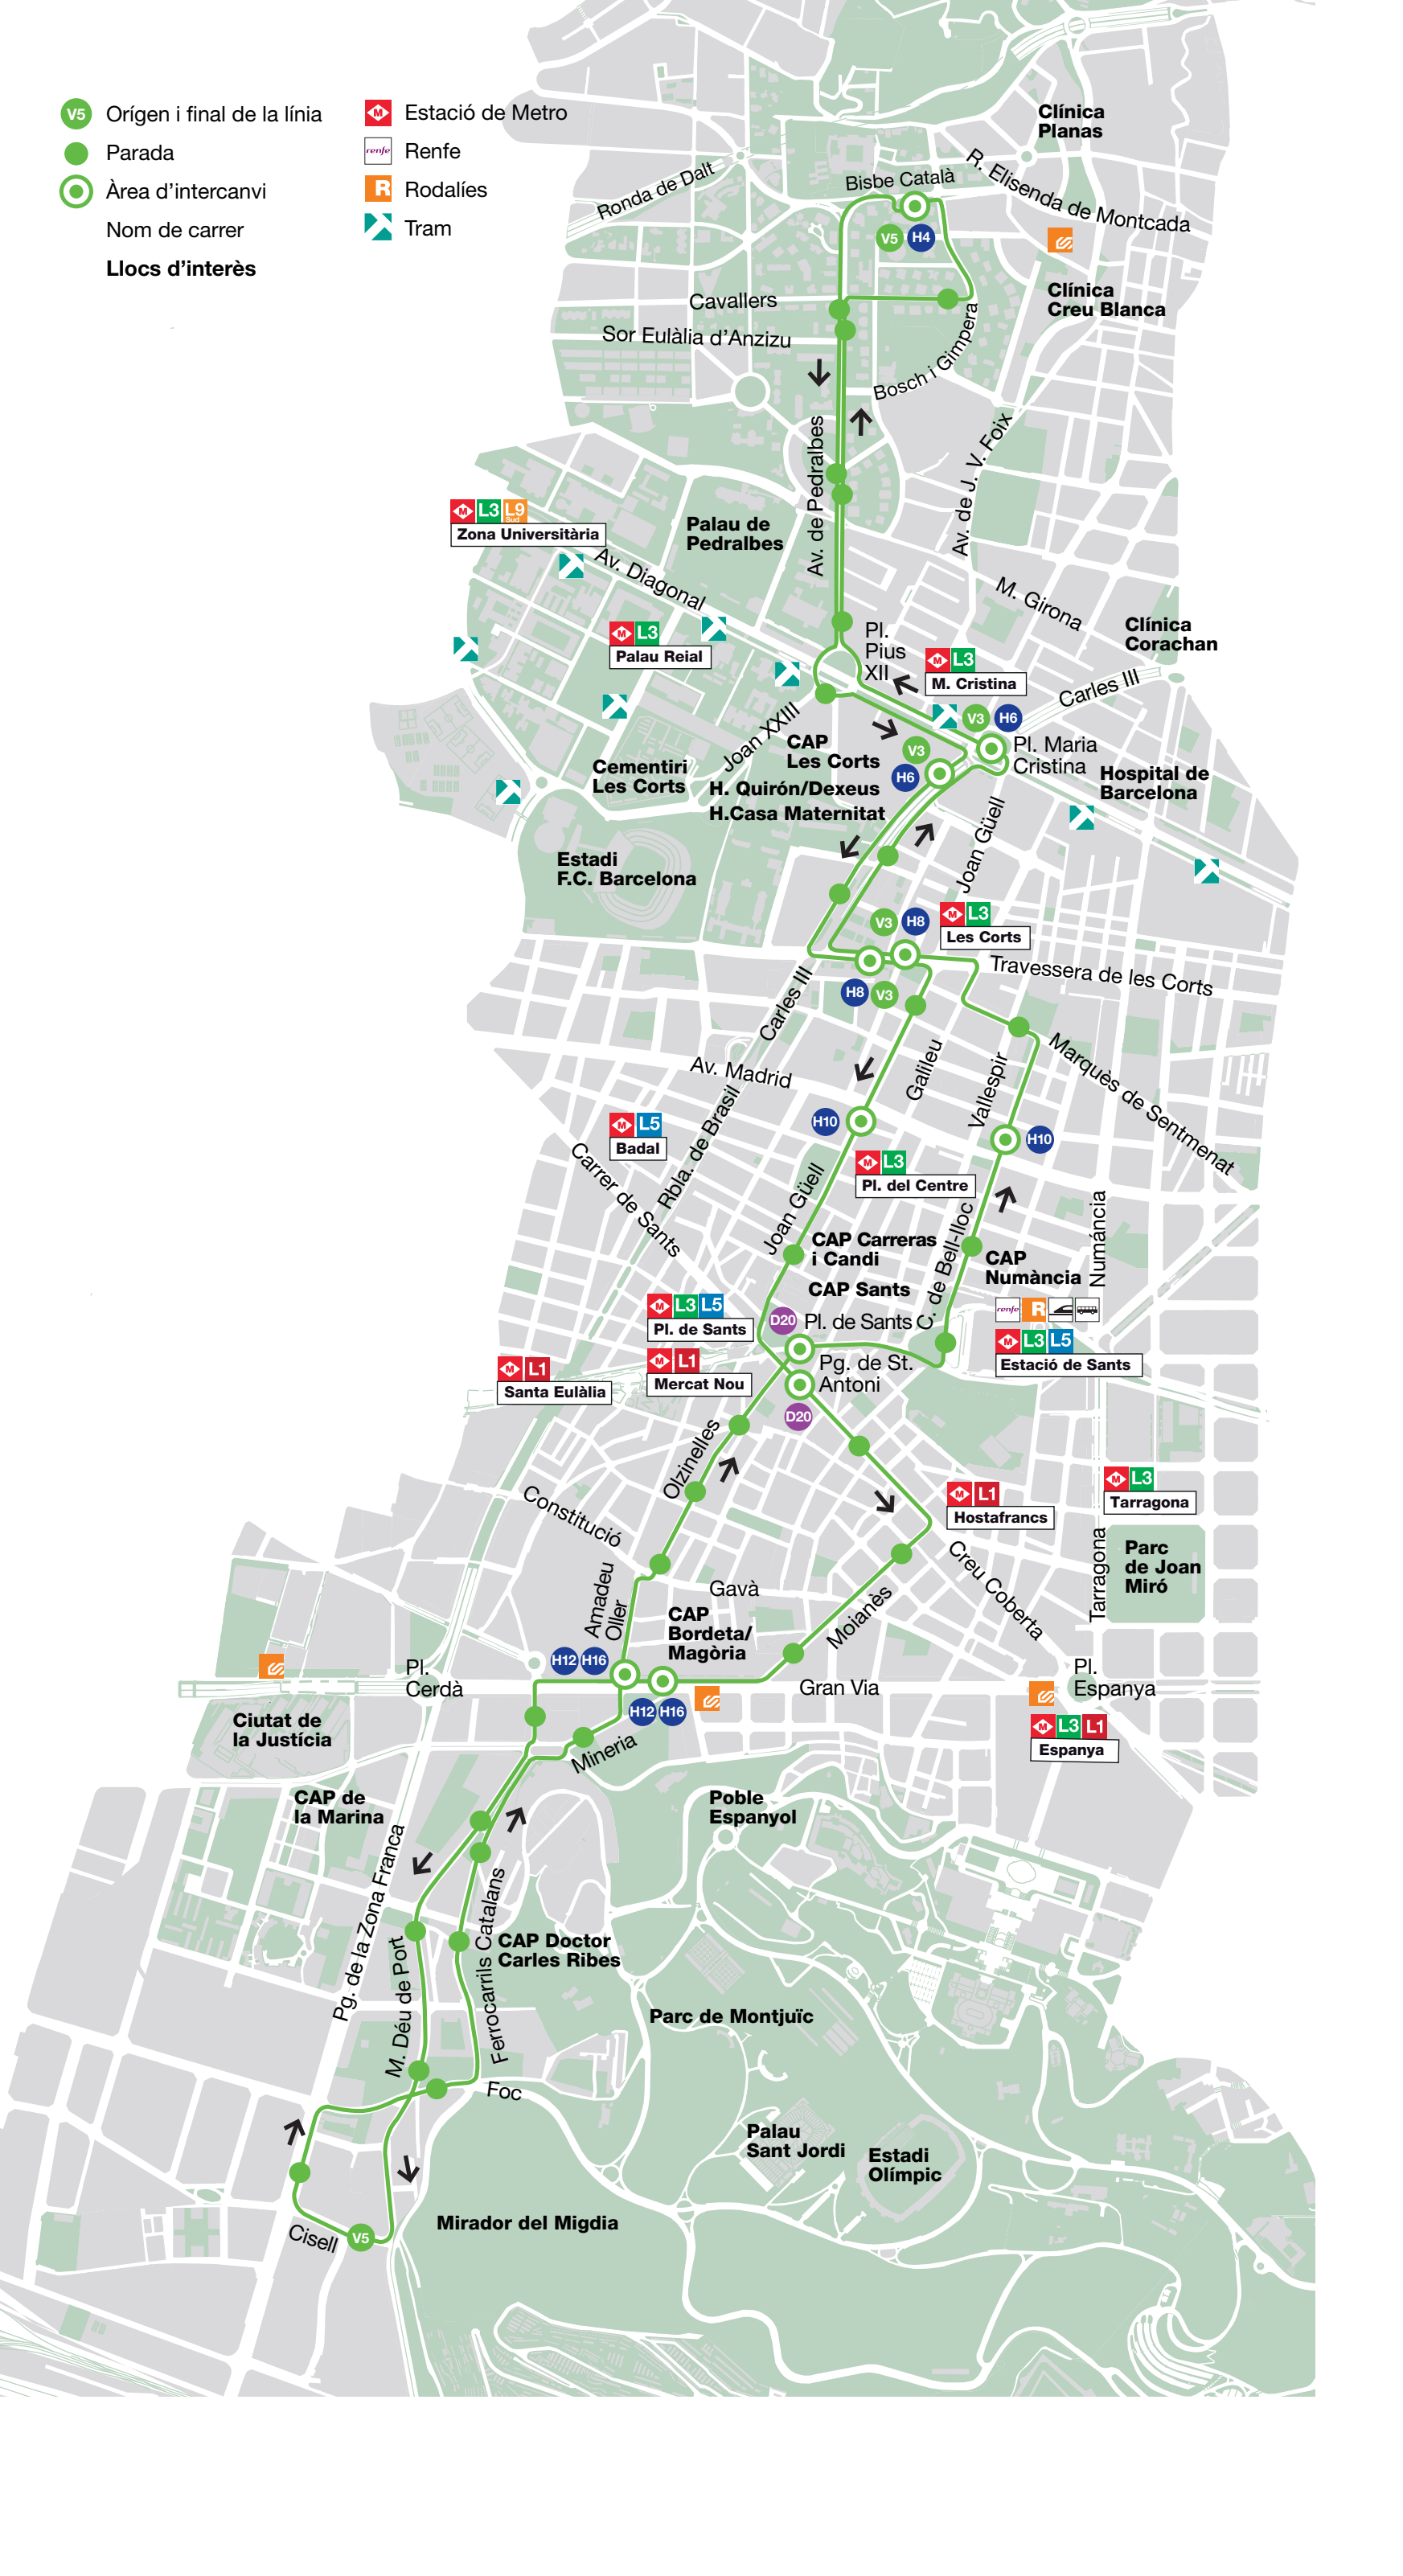 V5 Orígen i final de la línia
Parada
Àrea d'intercanvi
Nom de carrer
Llocs d'interès
M Estació de Metro
renfe Renfe
R Rodalíes
Tram
Clínica
Planas
R. Elisenda de Montcada
Ronda de Dalt
Bisbe Català
V5 H4
Clínica
Creu Blanca
Cavallers
Sor Eulàlia d'Anzizu
Bosch i Gimpera
Av. de Pedralbes
Av. de J. V. Foix
M L3 L9 Sud
Zona Universitària
Palau de
Pedralbes
Av. Diagonal
M. Girona
Clínica
Corachan
M L3
Palau Reial
Pl.
Pius
XII
M L3
M. Cristina
Carles III
V3 H6
Joan XXIII
CAP
Les Corts
V3
H6
Pl. Maria
Cristina
Cementiri
Les Corts
H. Quirón/Dexeus
H.Casa Maternitat
Hospital de
Barcelona
Joan Güell
Estadi
F.C. Barcelona
V3 H8
M L3
Les Corts
Travessera de les Corts
H8 V3
Carles III
Galileu
Vallespir
Marquès de Sentmenat
Av. Madrid
Rbla. de Brasil
M L5
Badal
H10
H10
Carrer de Sants
M L3
Pl. del Centre
Joan Güell
C. de Bell-lloc
Numáncia
CAP Carreras
i Candi
CAP
Numància
CAP Sants
renfe R
M L3 L5
Pl. de Sants
D20 Pl. de Sants
M L3 L5
Estació de Sants
M L1
Santa Eulàlia
M L1
Mercat Nou
Pg. de St.
Antoni
D20
Olzinelles
Constitució
M L1
Hostafrancs
M L3
Tarragona
Tarragona
Parc
de Joan
Miró
Creu Coberta
Amadeu
Oller
Gavà
CAP
Bordeta/
Magòria
Moianès
H12 H16
Pl.
Cerdà
Gran Via
Pl.
Espanya
H12 H16
M L3 L1
Espanya
Ciutat de
la Justícia
Mineria
CAP de
la Marina
Poble
Espanyol
Pg. de la Zona Franca
M. Déu de Port
Ferrocarrils Catalans
CAP Doctor
Carles Ribes
Parc de Montjuïc
Foc
Palau
Sant Jordi
Estadi
Olímpic
Mirador del Migdia
Cisell V5